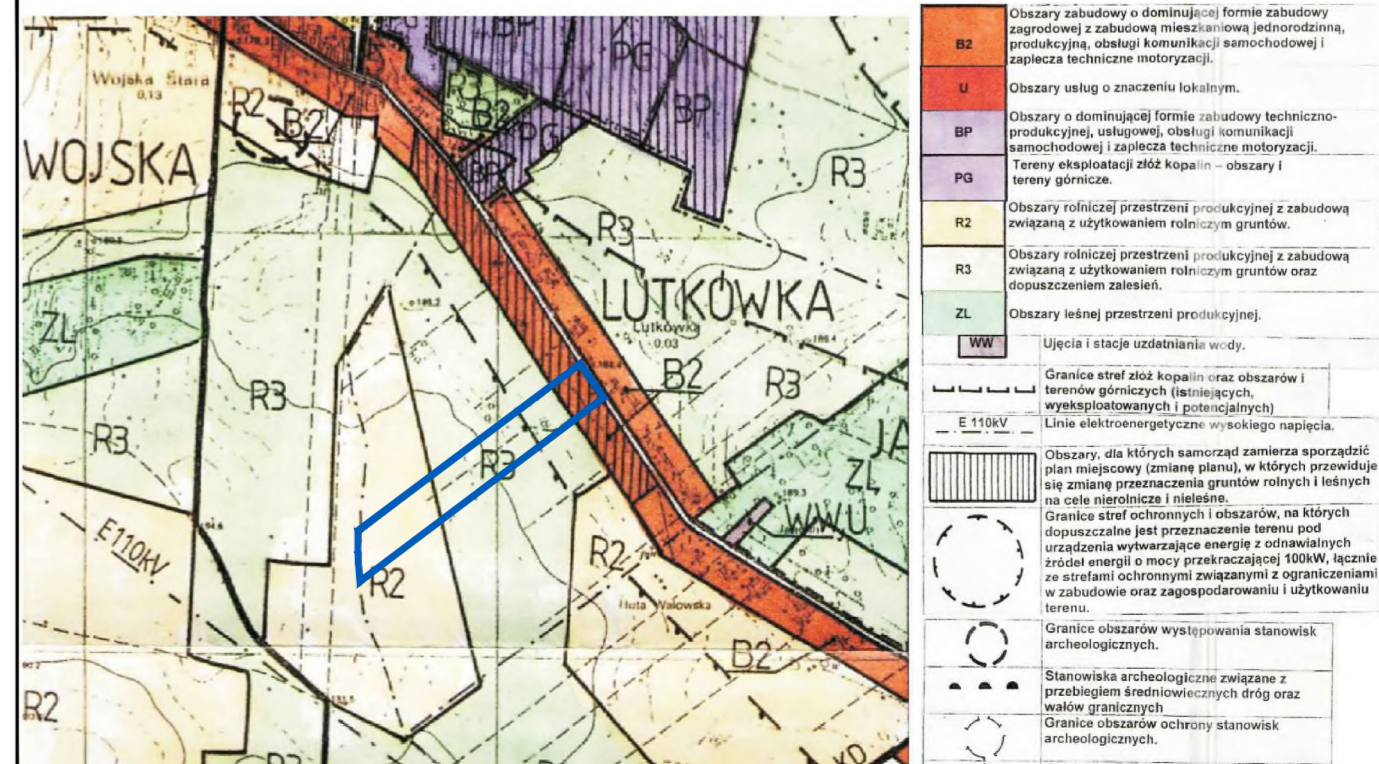 BP
PG
Wojska Stara
0,13
R2
B2
B2
PG
BP
WOJSKA
R3
R3
LUTKÓWKA
Lutkówka
0.03
ZL
R3
B2
R3
R3
R3
JA
ZL
W
W,U
E110kV
R2
R2
Huta Wałowska
B2
R2
R3
KD
B2
Obszary zabudowy o dominującej formie zabudowy
zagrodowej z zabudową mieszkaniową jednorodzinną,
produkcyjną, obsługi komunikacji samochodowej i
zaplecza techniczne motoryzacji.
U
Obszary usług o znaczeniu lokalnym.
BP
Obszary o dominującej formie zabudowy techniczno-
produkcyjnej, usługowej, obsługi komunikacji
samochodowej i zaplecza techniczne motoryzacji.
PG
Tereny eksploatacji złóż kopalin – obszary i
tereny górnicze.
R2
Obszary rolniczej przestrzeni produkcyjnej z zabudową
związaną z użytkowaniem rolniczym gruntów.
R3
Obszary rolniczej przestrzeni produkcyjnej z zabudową
związaną z użytkowaniem rolniczym gruntów oraz
dopuszczeniem zalesień.
ZL
Obszary leśnej przestrzeni produkcyjnej.
WW
Ujęcia i stacje uzdatniania wody.
Granice stref złóż kopalin oraz obszarów i
terenów górniczych (istniejących,
wyeksploatowanych i potencjalnych)
E 110kV
Linie elektroenergetyczne wysokiego napięcia.
Obszary, dla których samorząd zamierza sporządzić
plan miejscowy (zmianę planu), w których przewiduje
się zmianę przeznaczenia gruntów rolnych i leśnych
na cele nierolnicze i nieleśne.
Granice stref ochronnych i obszarów, na których
dopuszczalne jest przeznaczenie terenu pod
urządzenia wytwarzające energię z odnawialnych
źródeł energii o mocy przekraczającej 100kW, łącznie
ze strefami ochronnymi związanymi z ograniczeniami
w zabudowie oraz zagospodarowaniu i użytkowaniu
terenu.
Granice obszarów występowania stanowisk
archeologicznych.
Stanowiska archeologiczne związane z
przebiegiem średniowiecznych dróg oraz
wałów granicznych
Granice obszarów ochrony stanowisk
archeologicznych.